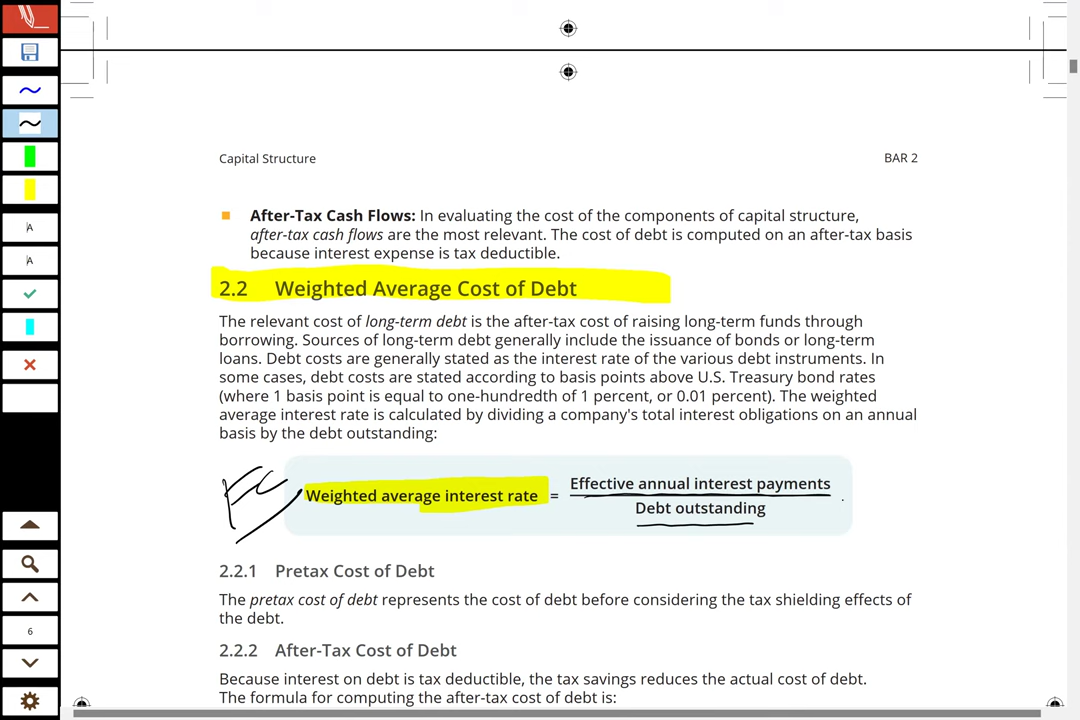 Capital Structure
BAR 2
After-Tax Cash Flows: In evaluating the cost of the components of capital structure,
after-tax cash flows are the most relevant. The cost of debt is computed on an after-tax basis
because interest expense is tax deductible.
2.2 Weighted Average Cost of Debt
The relevant cost of long-term debt is the after-tax cost of raising long-term funds through
borrowing. Sources of long-term debt generally include the issuance of bonds or long-term
loans. Debt costs are generally stated as the interest rate of the various debt instruments. In
some cases, debt costs are stated according to basis points above U.S. Treasury bond rates
(where 1 basis point is equal to one-hundredth of 1 percent, or 0.01 percent). The weighted
average interest rate is calculated by dividing a company's total interest obligations on an annual
basis by the debt outstanding:
Weighted average interest rate = Effective annual interest payments
Debt outstanding
2.2.1 Pretax Cost of Debt
The pretax cost of debt represents the cost of debt before considering the tax shielding effects of
the debt.
2.2.2 After-Tax Cost of Debt
Because interest on debt is tax deductible, the tax savings reduces the actual cost of debt.
The formula for computing the after-tax cost of debt is:
A
A
6